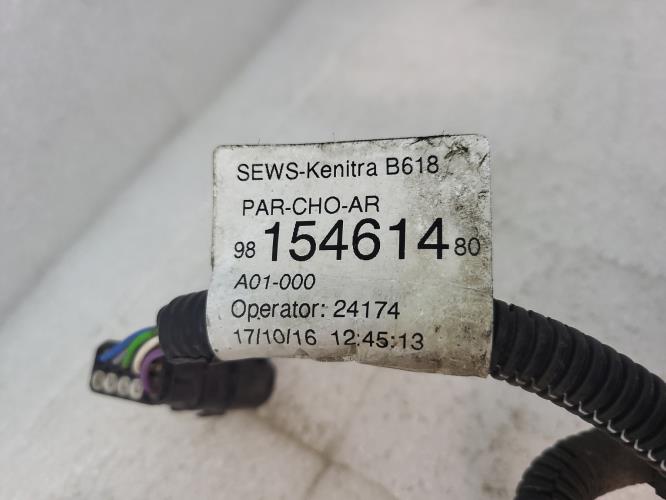 SEWS-Kenitra B618
PAR-CHO-AR
98 154614 80
A01-000
Operator: 24174
17/10/16 12:45:13